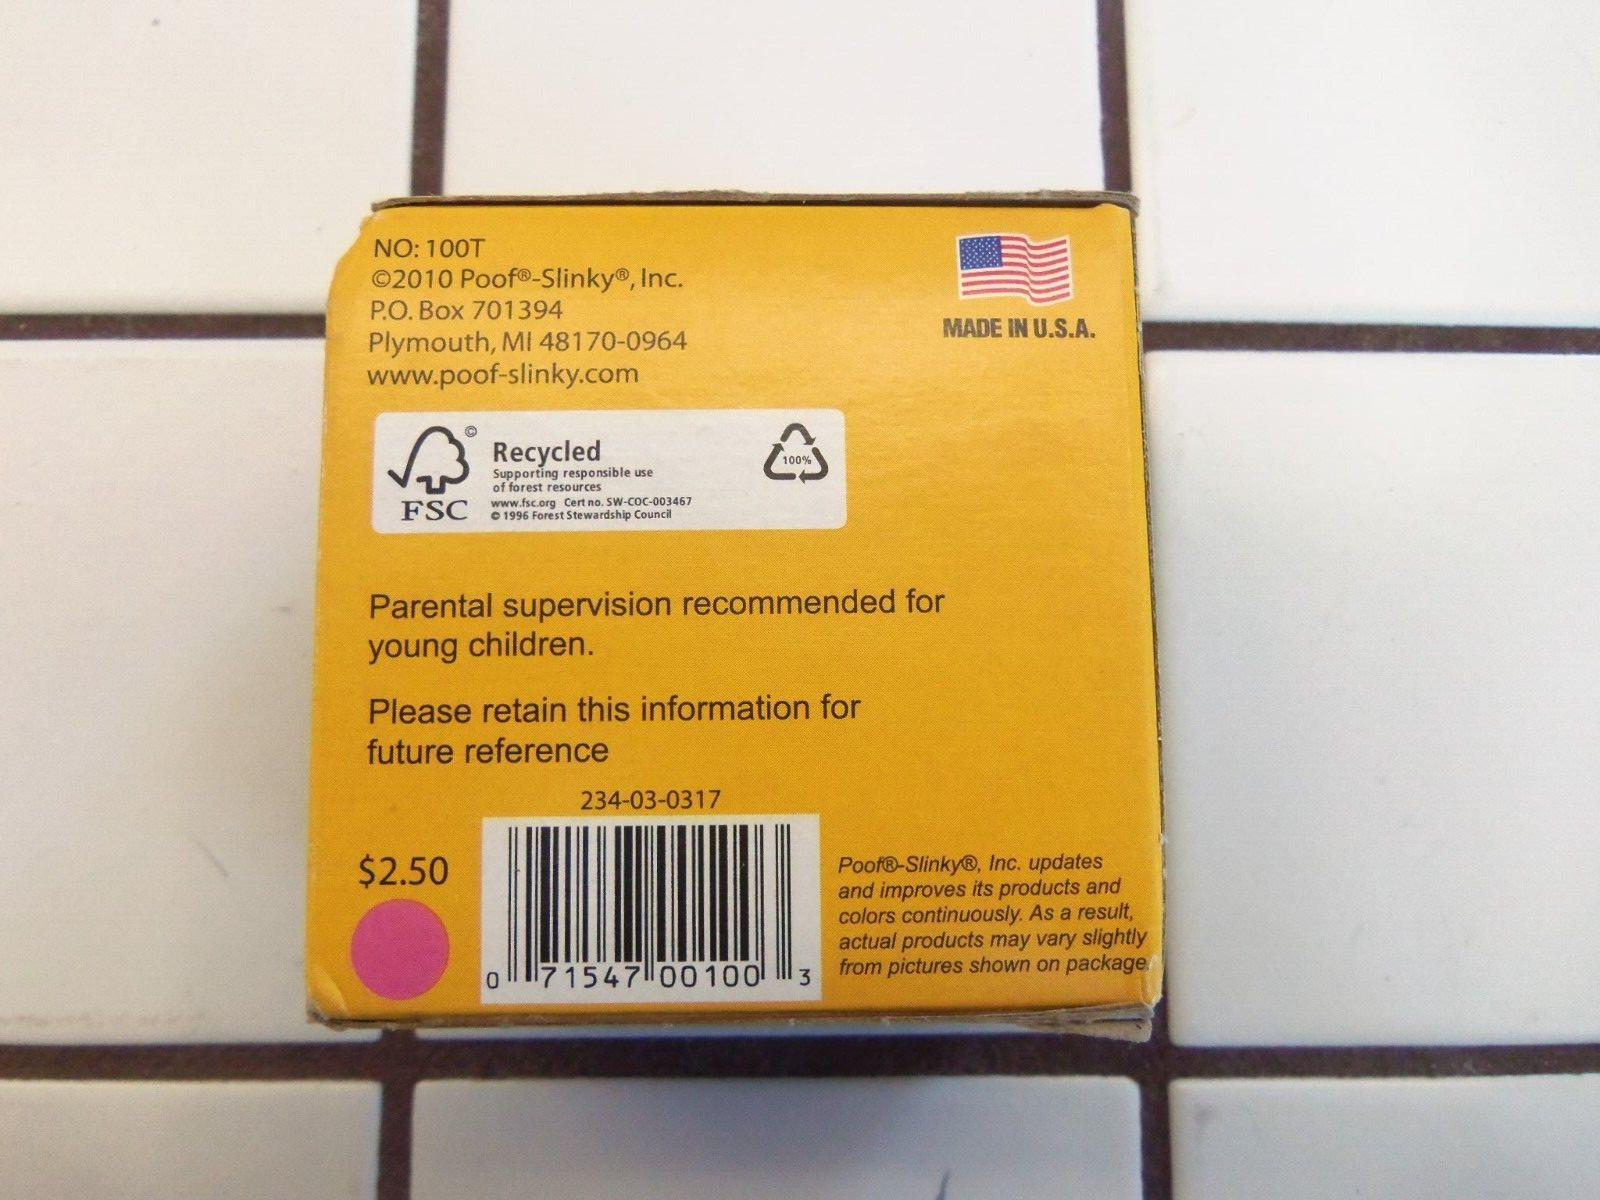 NO: 100T
©2010 Poof®-Slinky®, Inc.
P.O. Box 701394
Plymouth, MI 48170-0964
www.poof-slinky.com
MADE IN U.S.A.
©
FSC
Recycled
Supporting responsible use
of forest resources
www.fsc.org Cert no. SW-COC-003467
© 1996 Forest Stewardship Council
100%
Parental supervision recommended for
young children.
Please retain this information for
future reference
234-03-0317
$2.50
0 71547 00100 3
Poof®-Slinky®, Inc. updates
and improves its products and
colors continuously. As a result,
actual products may vary slightly
from pictures shown on package.